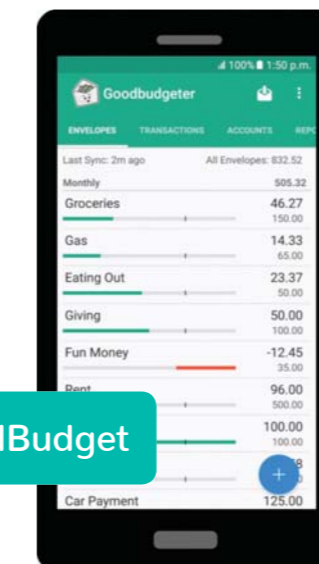 100% 1:50 p.m.
Goodbudgeter
ENVELOPES TRANSACTIONS ACCOUNTS REPO
Last Sync: 2m ago All Envelopes: 832.52
Monthly 505.32
Groceries 46.27
150.00
Gas 14.33
65.00
Eating Out 23.37
50.00
Giving 50.00
100.00
Fun Money -12.45
35.00
Rent 96.00
500.00
Budget
100.00
100.00
Car Payment 125.00